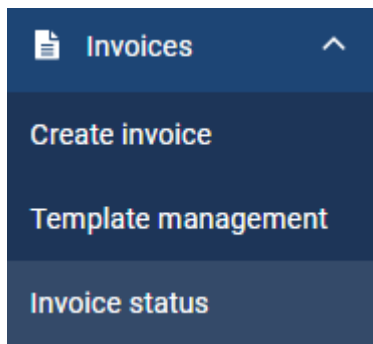 Invoices
Create invoice
Template management
Invoice status